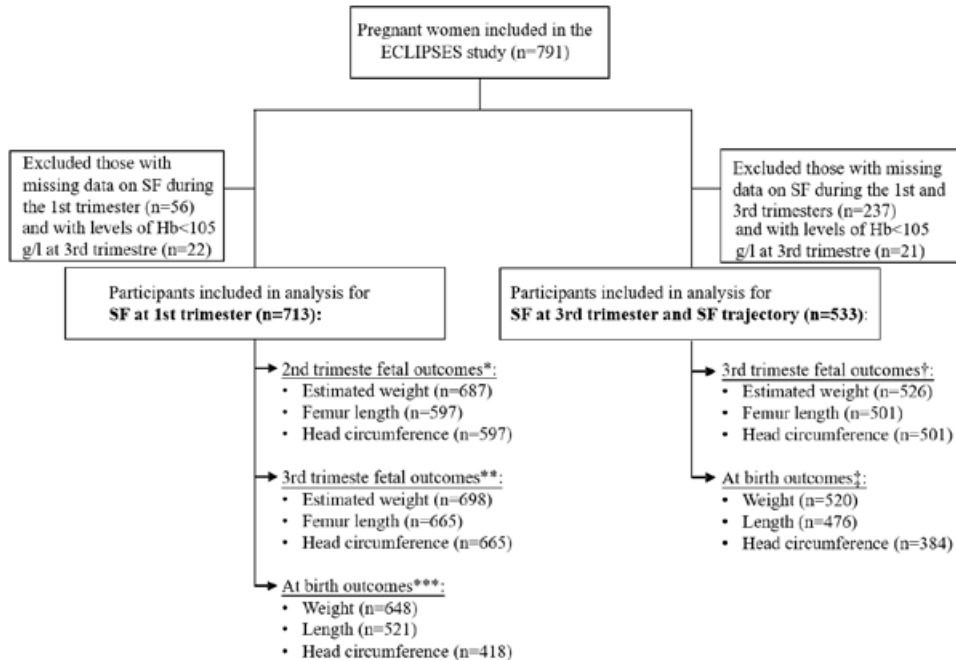 Pregnant women included in the
ECLIPSES study (n=791)
Excluded those with
missing data on SF during
the 1st trimester (n=56)
and with levels of Hb<105
g/l at 3rd trimestre (n=22)
Excluded those with missing
data on SF during the 1st and
3rd trimesters (n=237)
and with levels of Hb<105
g/l at 3rd trimestre (n=21)
Participants included in analysis for
SF at 1st trimester (n=713):
Participants included in analysis for
SF at 3rd trimester and SF trajectory (n=533):
2nd trimeste fetal outcomes*:
• Estimated weight (n=687)
• Femur length (n=597)
• Head circumference (n=597)
3rd trimeste fetal outcomes**:
• Estimated weight (n=698)
• Femur length (n=665)
• Head circumference (n=665)
At birth outcomes***:
• Weight (n=648)
• Length (n=521)
• Head circumference (n=418)
3rd trimeste fetal outcomes†:
• Estimated weight (n=526)
• Femur length (n=501)
• Head circumference (n=501)
At birth outcomes‡:
• Weight (n=520)
• Length (n=476)
• Head circumference (n=384)